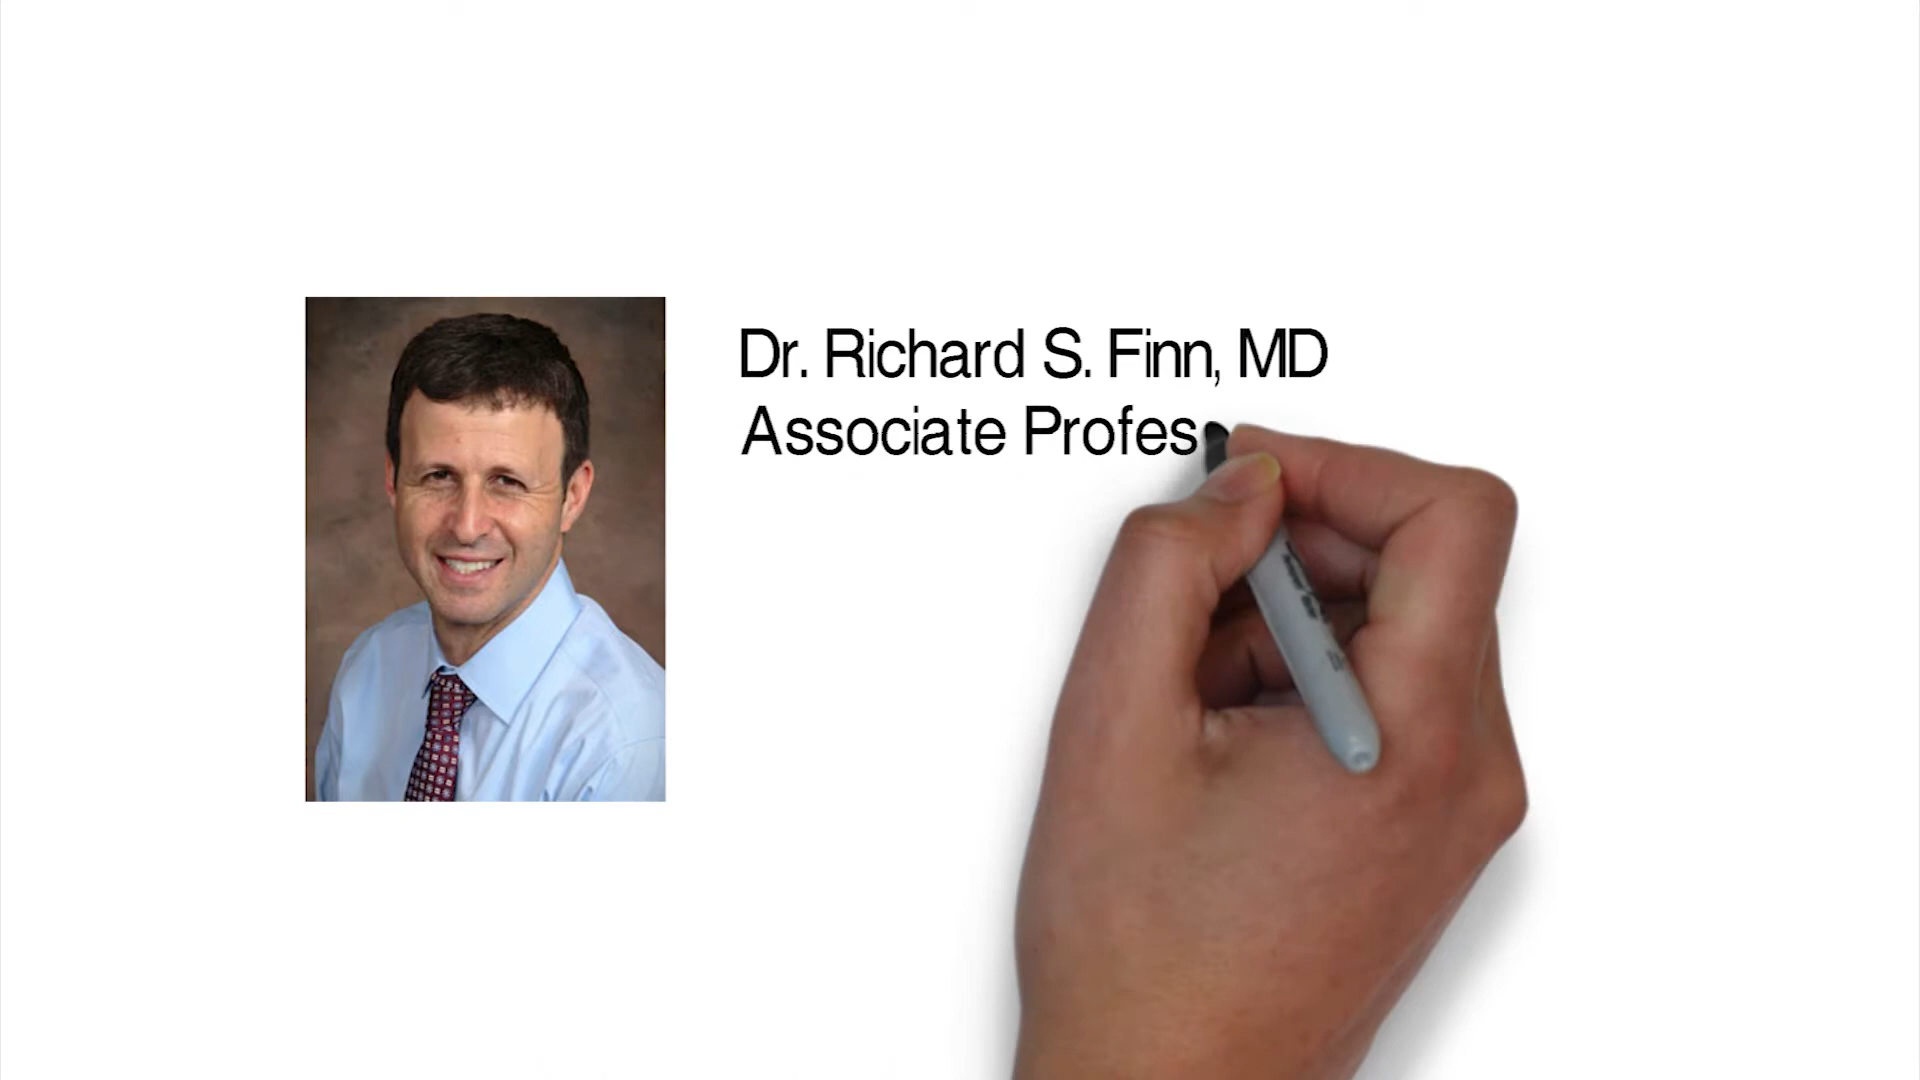 Dr. Richard S. Finn, MD
Associate Profes